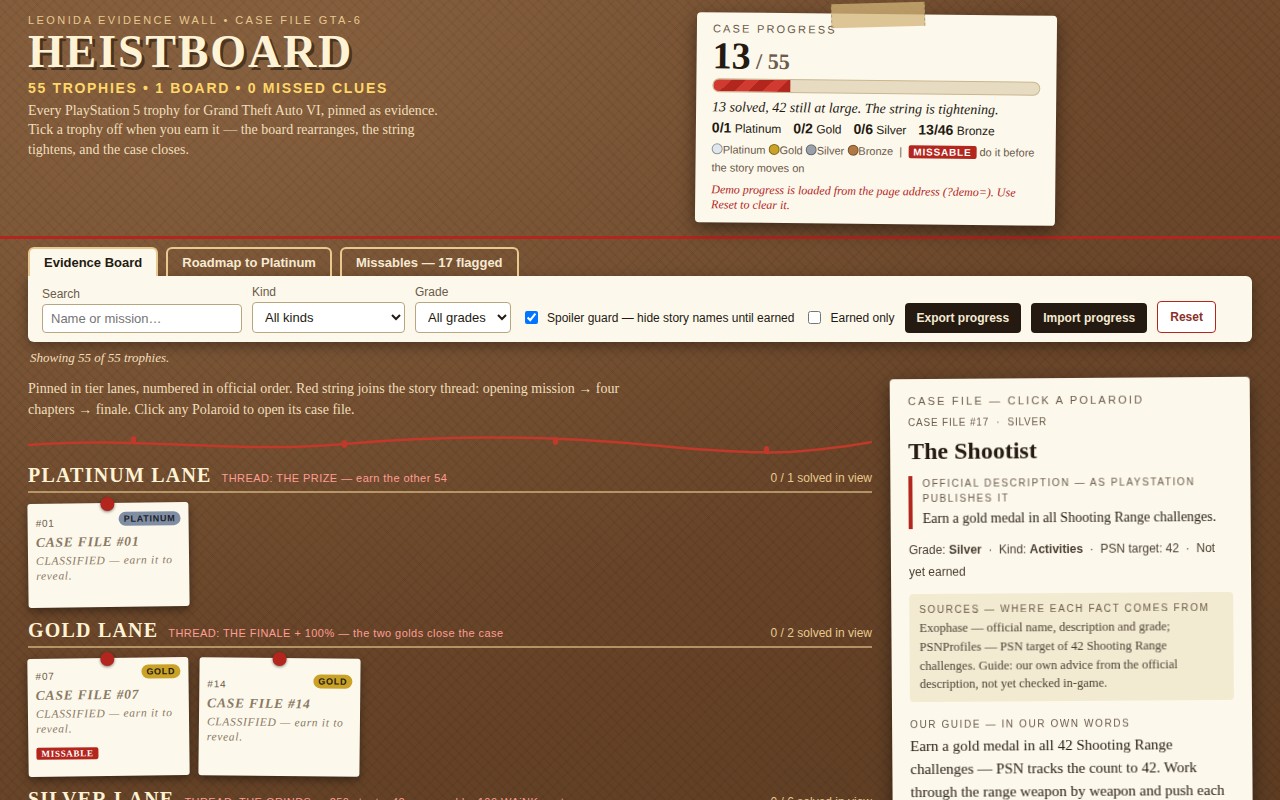 LEONIDA EVIDENCE WALL • CASE FILE GTA-6
HEISTBOARD
55 TROPHIES • 1 BOARD • 0 MISSED CLUES
Every PlayStation 5 trophy for Grand Theft Auto VI, pinned as evidence.
Tick a trophy off when you earn it — the board rearranges, the string
tightens, and the case closes.
CASE PROGRESS
13 / 55
13 solved, 42 still at large. The string is tightening.
0/1 Platinum 0/2 Gold 0/6 Silver 13/46 Bronze
Platinum Gold Silver Bronze | MISSABLE do it before
the story moves on
Demo progress is loaded from the page address (?demo=). Use
Reset to clear it.
Evidence Board
Roadmap to Platinum
Missables — 17 flagged
Search
Kind
Grade
Name or mission…
All kinds
All grades
Spoiler guard — hide story names until earned
Earned only
Export progress
Import progress
Reset
Showing 55 of 55 trophies.
Pinned in tier lanes, numbered in official order. Red string joins the story thread: opening mission → four
chapters → finale. Click any Polaroid to open its case file.
PLATINUM LANE THREAD: THE PRIZE — earn the other 54 0 / 1 solved in view
#01 PLATINUM
CASE FILE #01
CLASSIFIED — earn it to
reveal.
GOLD LANE THREAD: THE FINALE + 100% — the two golds close the case 0 / 2 solved in view
#07 GOLD
CASE FILE #07
CLASSIFIED — earn it to
reveal.
MISSABLE
#14 GOLD
CASE FILE #14
CLASSIFIED — earn it to
reveal.
CASE FILE — CLICK A POLAROID
CASE FILE #17 · SILVER
The Shootist
OFFICIAL DESCRIPTION — AS PLAYSTATION
PUBLISHES IT
Earn a gold medal in all Shooting Range challenges.
Grade: Silver · Kind: Activities · PSN target: 42 · Not
yet earned
SOURCES — WHERE EACH FACT COMES FROM
Exophase — official name, description and grade;
PSNProfiles — PSN target of 42 Shooting Range
challenges. Guide: our own advice from the official
description, not yet checked in-game.
OUR GUIDE — IN OUR OWN WORDS
Earn a gold medal in all 42 Shooting Range
challenges — PSN tracks the count to 42. Work
through the range weapon by weapon and push each